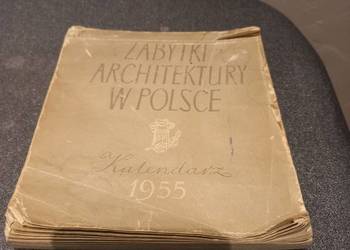 ZABYTKI
ARCHITEKTURY
W POLSCE
Kalendarz
1955